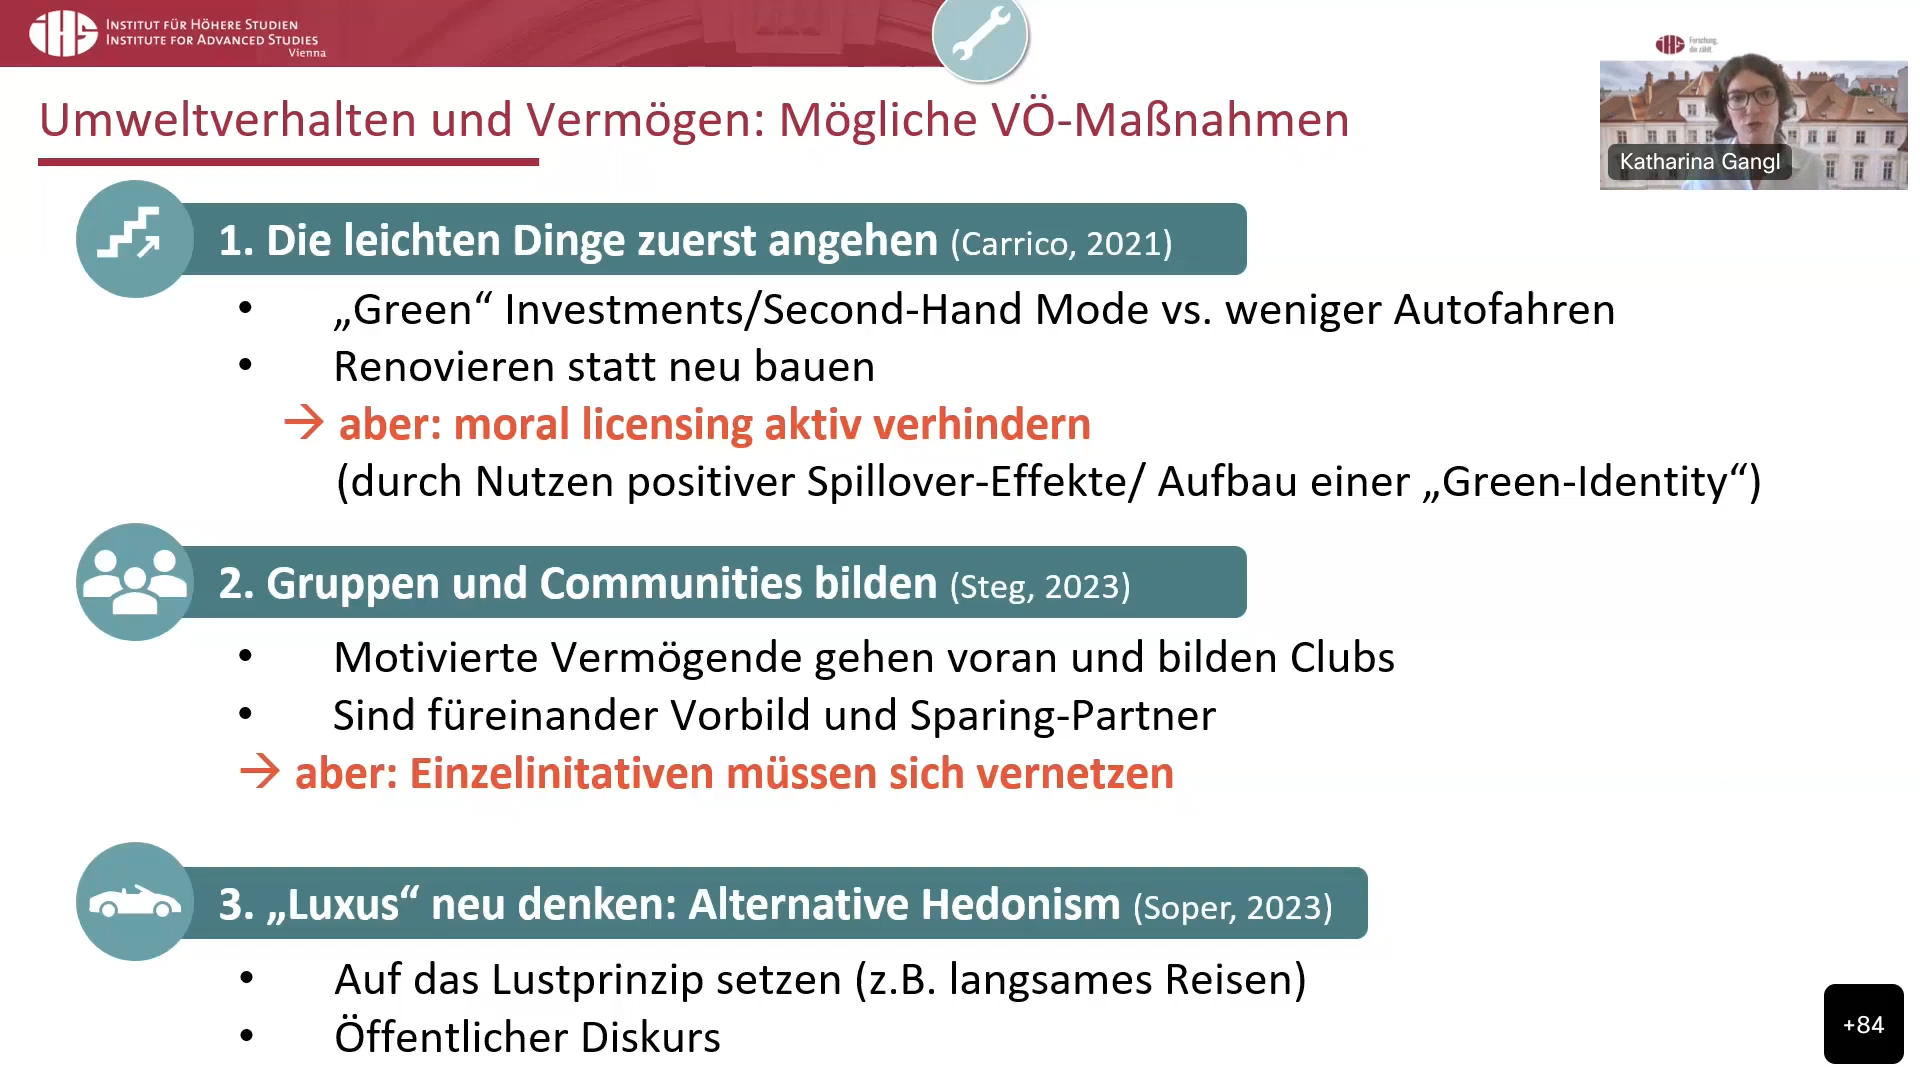 INSTITUT FÜR HÖHERE STUDIEN
INSTITUTE FOR ADVANCED STUDIES
Vienna
IHS
Forschung,
die zählt.
Umweltverhalten und Vermögen: Mögliche VÖ-Maßnahmen
Katharina Gangl
1. Die leichten Dinge zuerst angehen (Carrico, 2021)
• „Green“ Investments/Second-Hand Mode vs. weniger Autofahren
• Renovieren statt neu bauen
→ aber: moral licensing aktiv verhindern
(durch Nutzen positiver Spillover-Effekte/ Aufbau einer „Green-Identity“)
2. Gruppen und Communities bilden (Steg, 2023)
• Motivierte Vermögende gehen voran und bilden Clubs
• Sind füreinander Vorbild und Sparing-Partner
→ aber: Einzelinitativen müssen sich vernetzen
3. „Luxus“ neu denken: Alternative Hedonism (Soper, 2023)
• Auf das Lustprinzip setzen (z.B. langsames Reisen)
• Öffentlicher Diskurs
+84